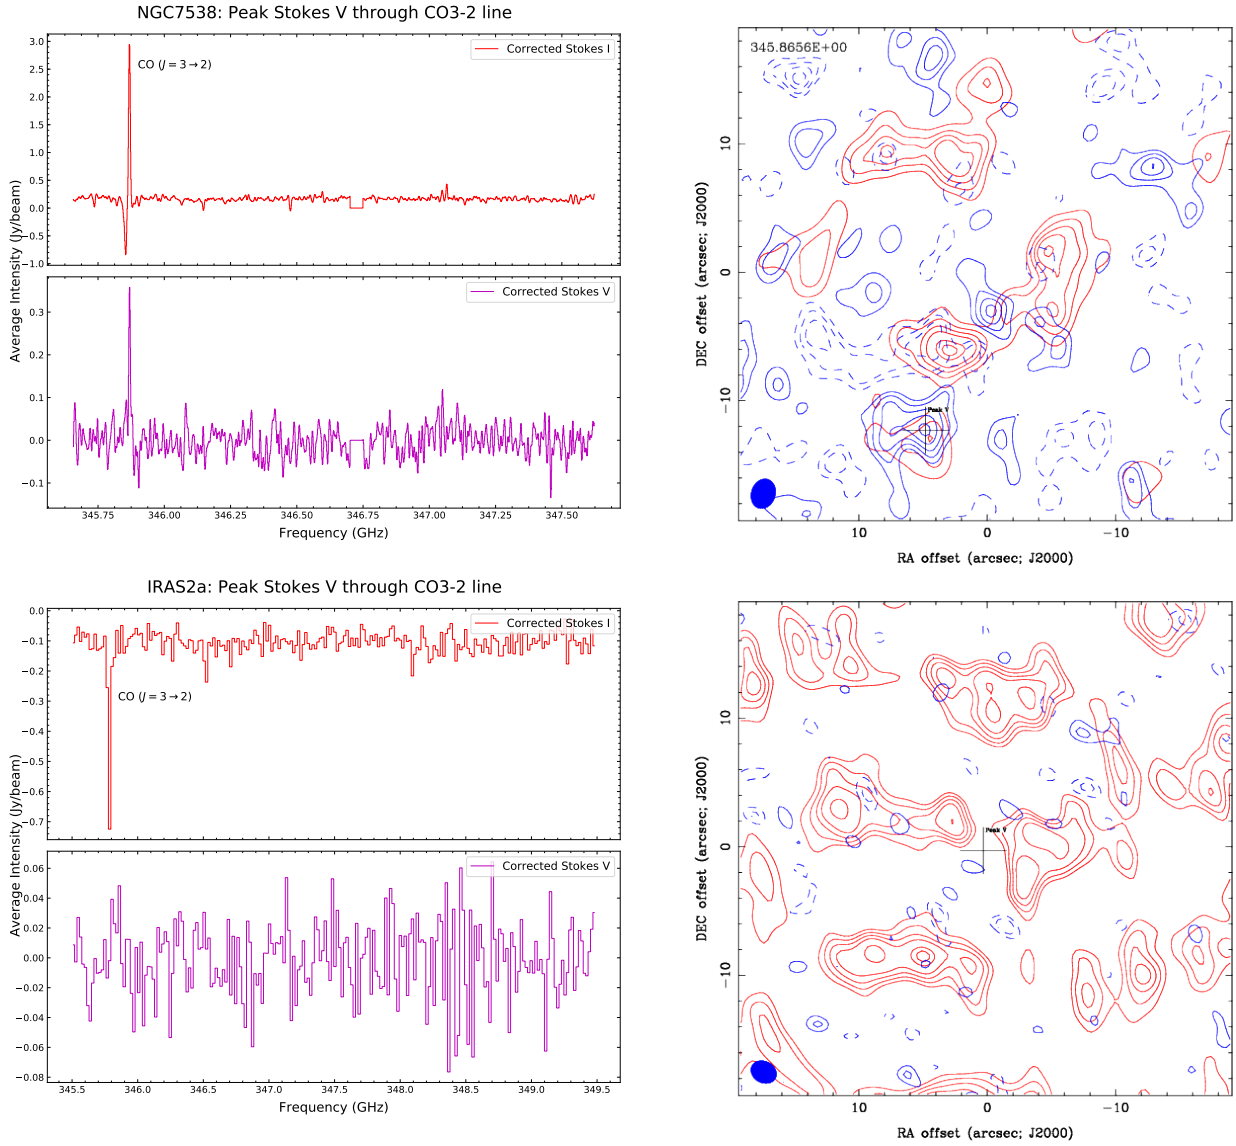 NGC7538: Peak Stokes V through CO3-2 line
Corrected Stokes I
CO (J = 3 → 2)
3.0
2.5
2.0
1.5
1.0
0.5
0.0
−0.5
−1.0
Average Intensity (Jy/beam)
Corrected Stokes V
0.3
0.2
0.1
0.0
−0.1
345.75 346.00 346.25 346.50 346.75 347.00 347.25 347.50
Frequency (GHz)
345.8656E+00
DEC offset (arcsec; J2000)
10
0
−10
Peak V
10 0 −10
RA offset (arcsec; J2000)
IRAS2a: Peak Stokes V through CO3-2 line
Corrected Stokes I
CO (J = 3 → 2)
0.0
−0.1
−0.2
−0.3
−0.4
−0.5
−0.6
−0.7
Average Intensity (Jy/beam)
Corrected Stokes V
0.06
0.04
0.02
0.00
−0.02
−0.04
−0.06
−0.08
345.5 346.0 346.5 347.0 347.5 348.0 348.5 349.0 349.5
Frequency (GHz)
DEC offset (arcsec; J2000)
10
0
−10
Peak V
10 0 −10
RA offset (arcsec; J2000)